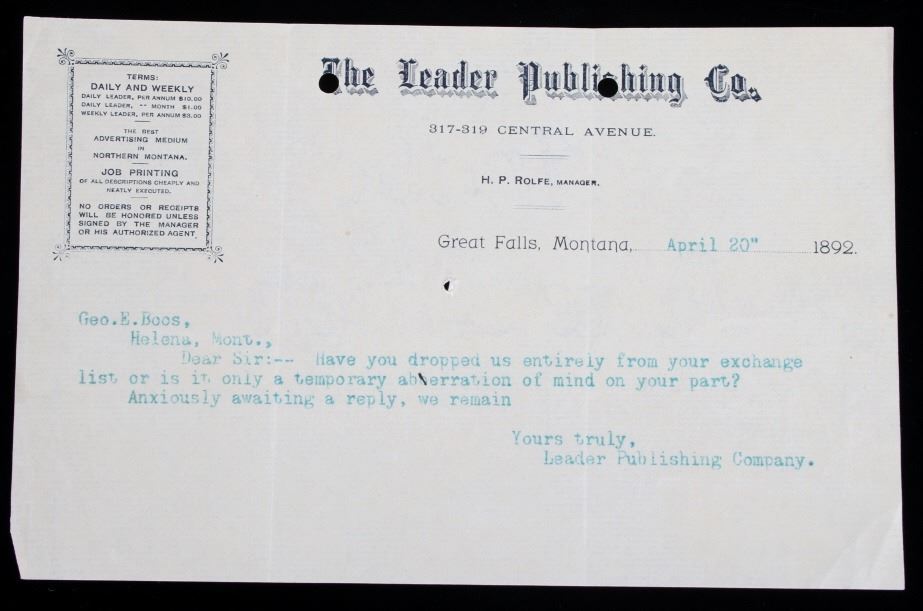 TERMS:
DAILY AND WEEKLY
DAILY LEADER, PER ANNUM $10.00
DAILY LEADER, -- MONTH $1.00
WEEKLY LEADER, PER ANNUM $3.00
THE BEST
ADVERTISING MEDIUM
IN
NORTHERN MONTANA.
JOB PRINTING
OF ALL DESCRIPTIONS CHEAPLY AND
NEATLY EXECUTED.
NO ORDERS OR RECEIPTS
WILL BE HONORED UNLESS
SIGNED BY THE MANAGER
OR HIS AUTHORIZED AGENT.
The Leader Publishing Co.
317-319 CENTRAL AVENUE.
H. P. ROLFE, MANAGER.
Great Falls, Montana, April 20" 1892.
Geo.E.Boos,
Helena, Mont.,
Dear Sir:-- Have you dropped us entirely from your exchange
list or is it only a temporary ab\erration of mind on your part?
Anxiously awaiting a reply, we remain
Yours truly,
Leader Publishing Company.